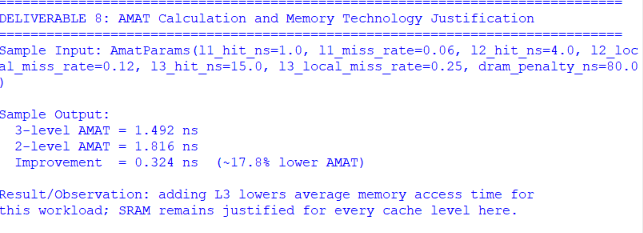 DELIVERABLE 8: AMAT Calculation and Memory Technology Justification
Sample Input: AmatParams(l1_hit_ns=1.0, l1_miss_rate=0.06, l2_hit_ns=4.0, l2_loc
al_miss_rate=0.12, l3_hit_ns=15.0, l3_local_miss_rate=0.25, dram_penalty_ns=80.0
)
Sample Output:
3-level AMAT = 1.492 ns
2-level AMAT = 1.816 ns
Improvement  = 0.324 ns  (~17.8% lower AMAT)
Result/Observation: adding L3 lowers average memory access time for
this workload; SRAM remains justified for every cache level here.